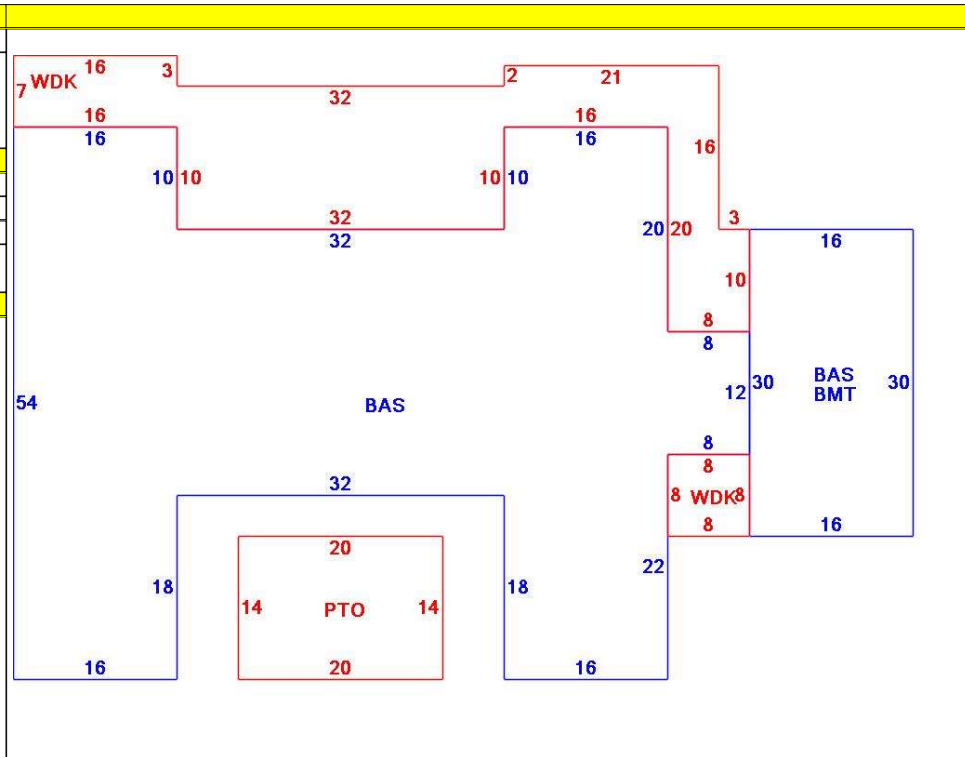 16 3 2 21
7 WDK
32
16 16
16 16
16
10 10 10 10
32 3
32 20 20 16
10
8
8
54 BAS 12 30 BAS 30
BMT
8
32 8
8 WDK 8
20 8 16
18 18 22
14 PTO 14
16 20 16